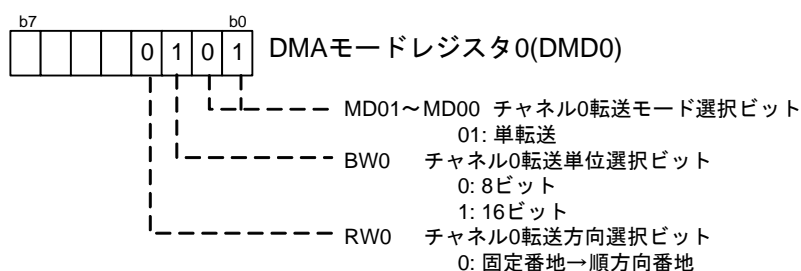 b7 b0
0 1 0 1 DMAモードレジスタ0(DMD0)
MD01～MD00 チャネル0転送モード選択ビット
01: 単転送
BW0 チャネル0転送単位選択ビット
0: 8ビット
1: 16ビット
RW0 チャネル0転送方向選択ビット
0: 固定番地→順方向番地